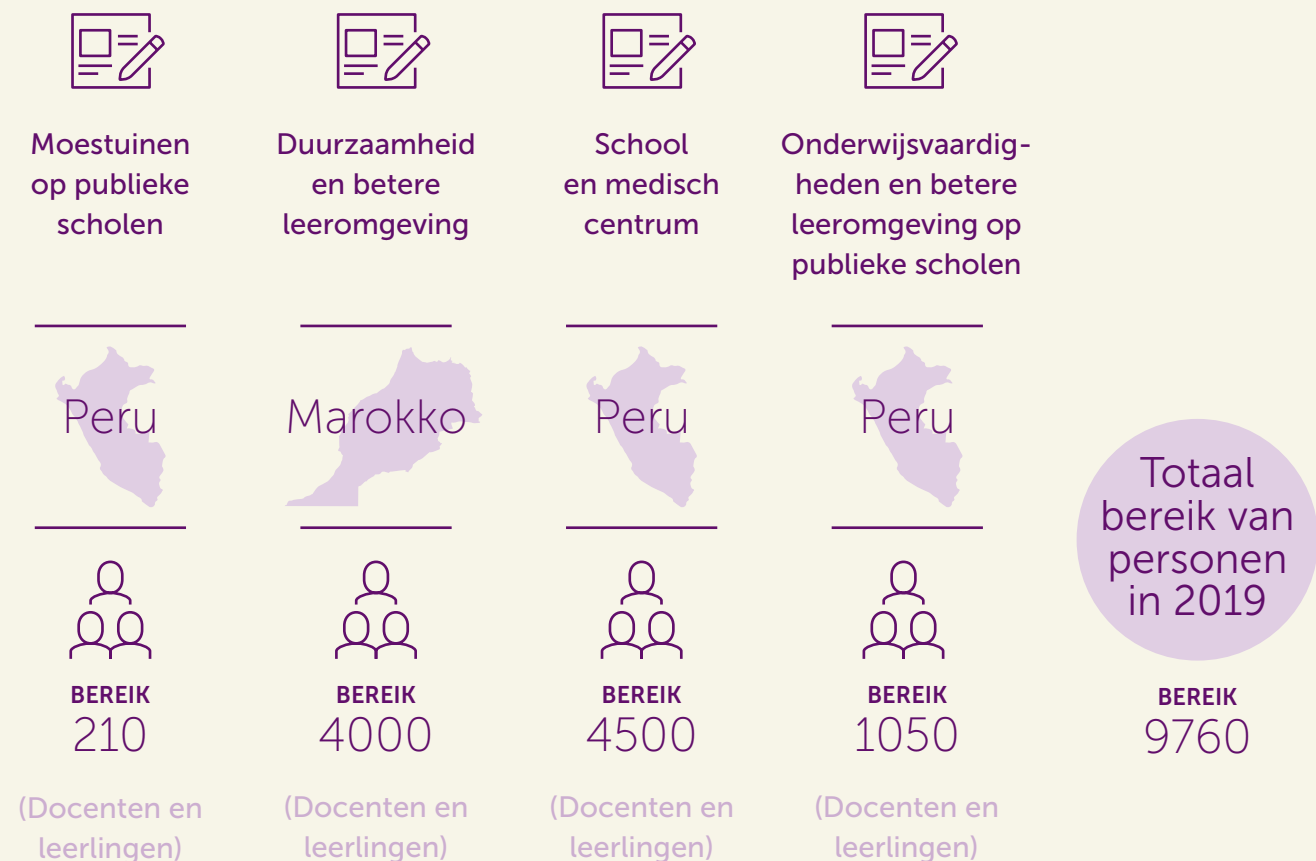 Moestuinen
op publieke
scholen
Peru
BEREIK
210
(Docenten en
leerlingen)
Duurzaamheid
en betere
leeromgeving
Marokko
BEREIK
4000
(Docenten en
leerlingen)
School
en medisch
centrum
Peru
BEREIK
4500
(Docenten en
leerlingen)
Onderwijsvaardig-
heden en betere
leeromgeving op
publieke scholen
Peru
BEREIK
1050
(Docenten en
leerlingen)
Totaal
bereik van
personen
in 2019
BEREIK
9760